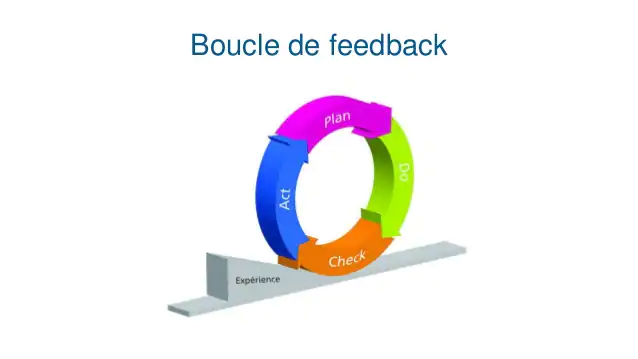 Boucle de feedback
Plan
Do
Act
Check
Expérience